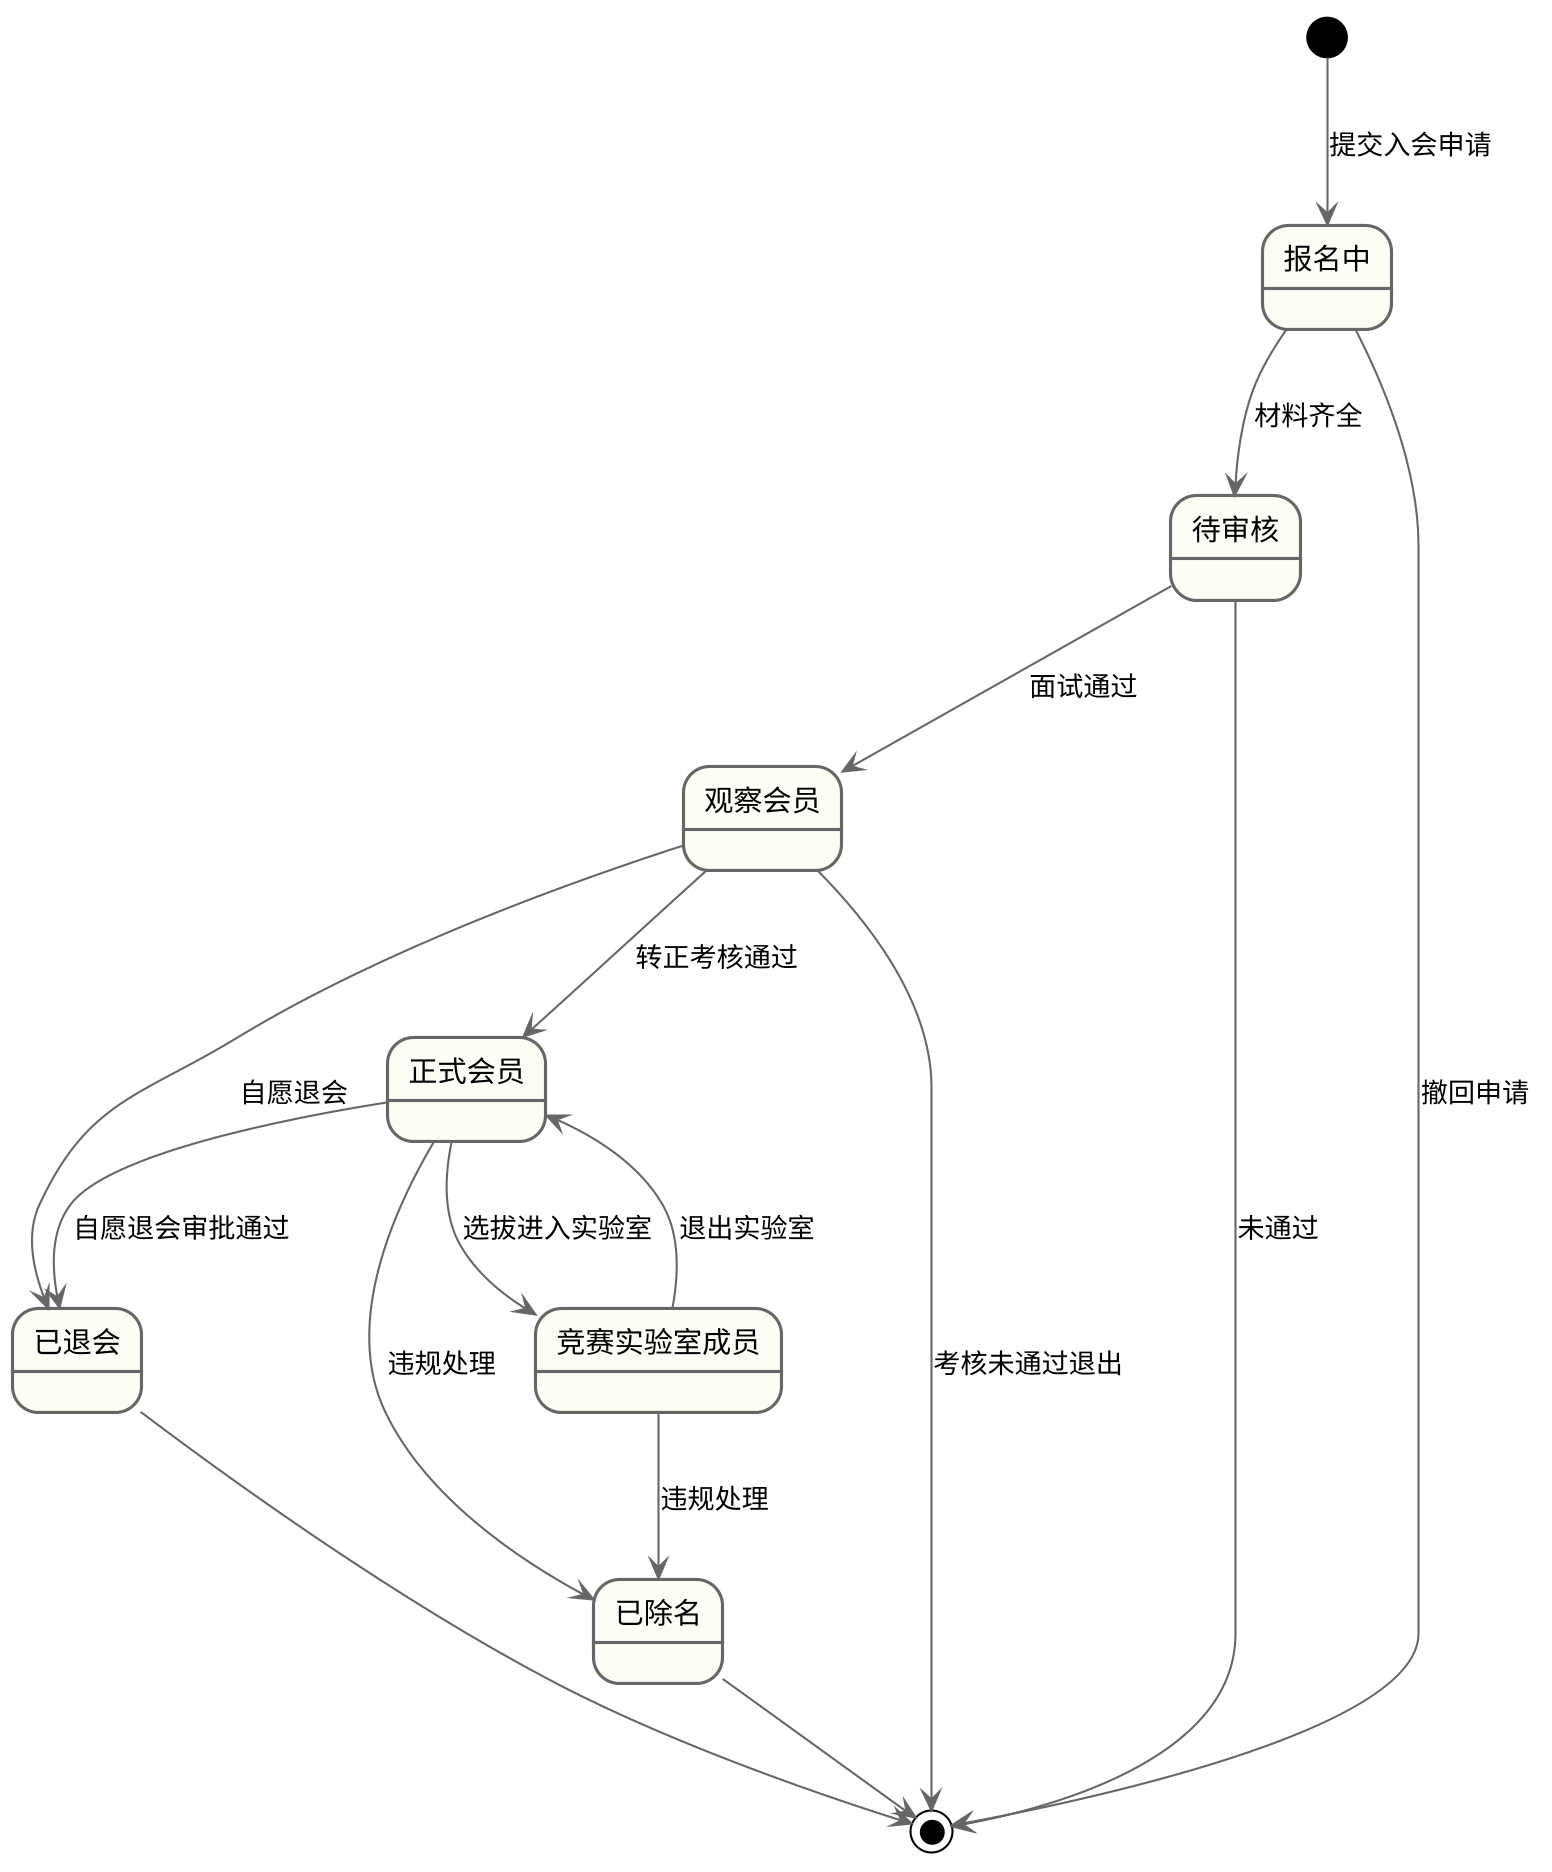 提交入会申请
报名中
材料齐全
待审核
面试通过
观察会员
转正考核通过
正式会员
自愿退会
撤回申请
自愿退会审批通过
选拔进入实验室
退出实验室
未通过
已退会
竞赛实验室成员
违规处理
考核未通过退出
违规处理
已除名